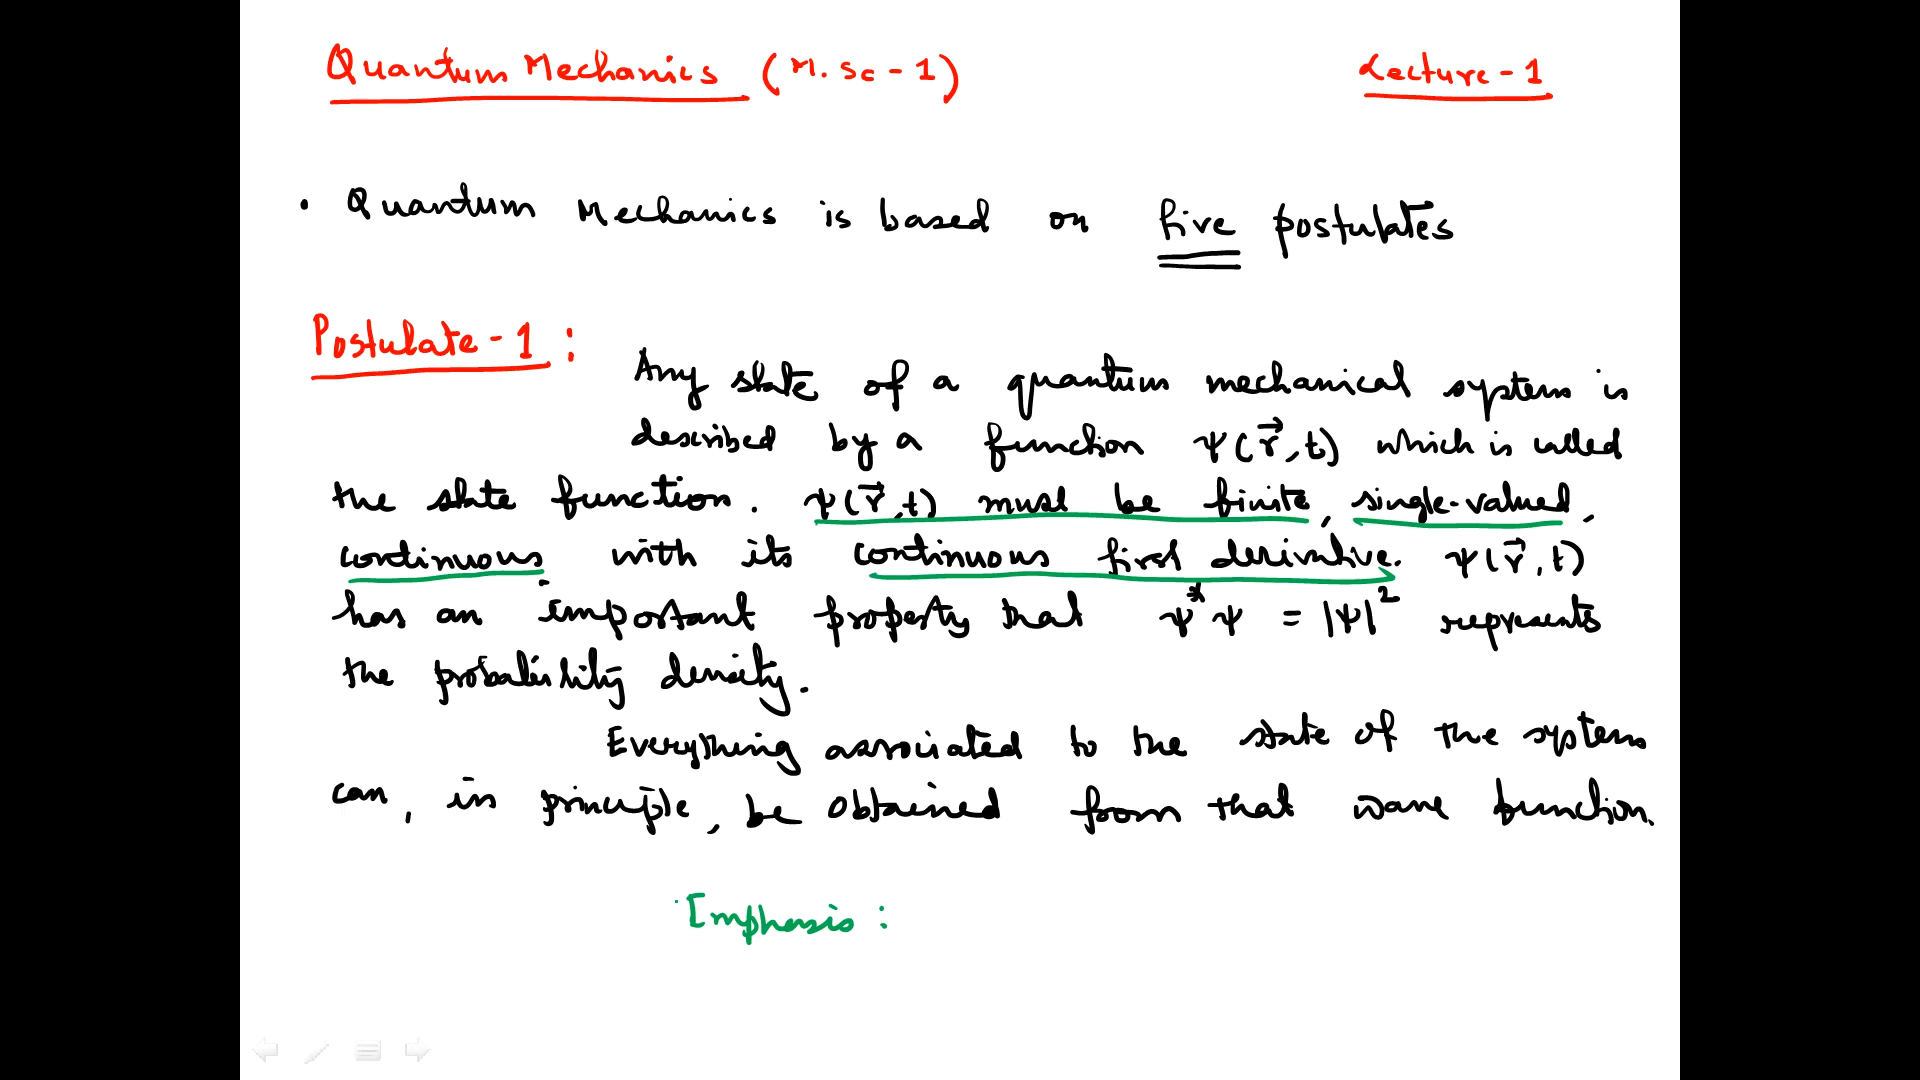 Quantum Mechanics (M.Sc - 1) Lecture - 1
• Quantum Mechanics is based on five postulates
Postulate - 1 :
Any state of a quantum mechanical system is
described by a function Ψ(r⃗, t) which is called
the state function. Ψ(r⃗, t) must be finite, single-valued,
continuous with its continuous first derivative. Ψ(r⃗, t)
has an important property that Ψ*Ψ = |Ψ|² represents
the probability density.
Everything associated to the state of the system
can, in principle, be obtained from that wave function.
Emphasis :